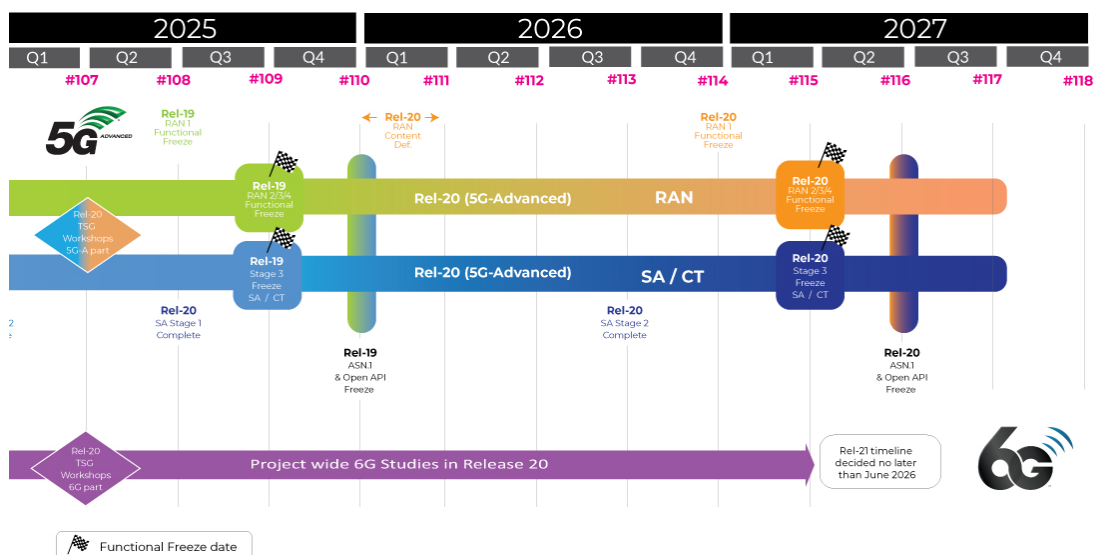 2025 2026 2027
Q1 Q2 Q3 Q4 Q1 Q2 Q3 Q4 Q1 Q2 Q3 Q4
#107 #108 #109 #110 #111 #112 #113 #114 #115 #116 #117 #118
5G ADVANCED
Rel-19
RAN 1
Functional
Freeze
Rel-20
RAN
Content
Def.
Rel-20
RAN 1
Functional
Freeze
Rel-19
RAN 2/3/4
Functional
Freeze
Rel-20 (5G-Advanced) RAN
Rel-20
RAN 2/3/4
Functional
Freeze
Rel-20
TSG
Workshops
5G-A part
Rel-19
Stage 3
Freeze
SA / CT
Rel-20 (5G-Advanced) SA / CT
Rel-20
Stage 3
Freeze
SA / CT
2
e
Rel-20
SA Stage 1
Complete
Rel-20
SA Stage 2
Complete
Rel-19
ASN.1
& Open API
Freeze
Rel-20
ASN.1
& Open API
Freeze
Rel-20
TSG
Workshops
6G part
Project wide 6G Studies in Release 20
Rel-21 timeline
decided no later
than June 2026
6G
Functional Freeze date